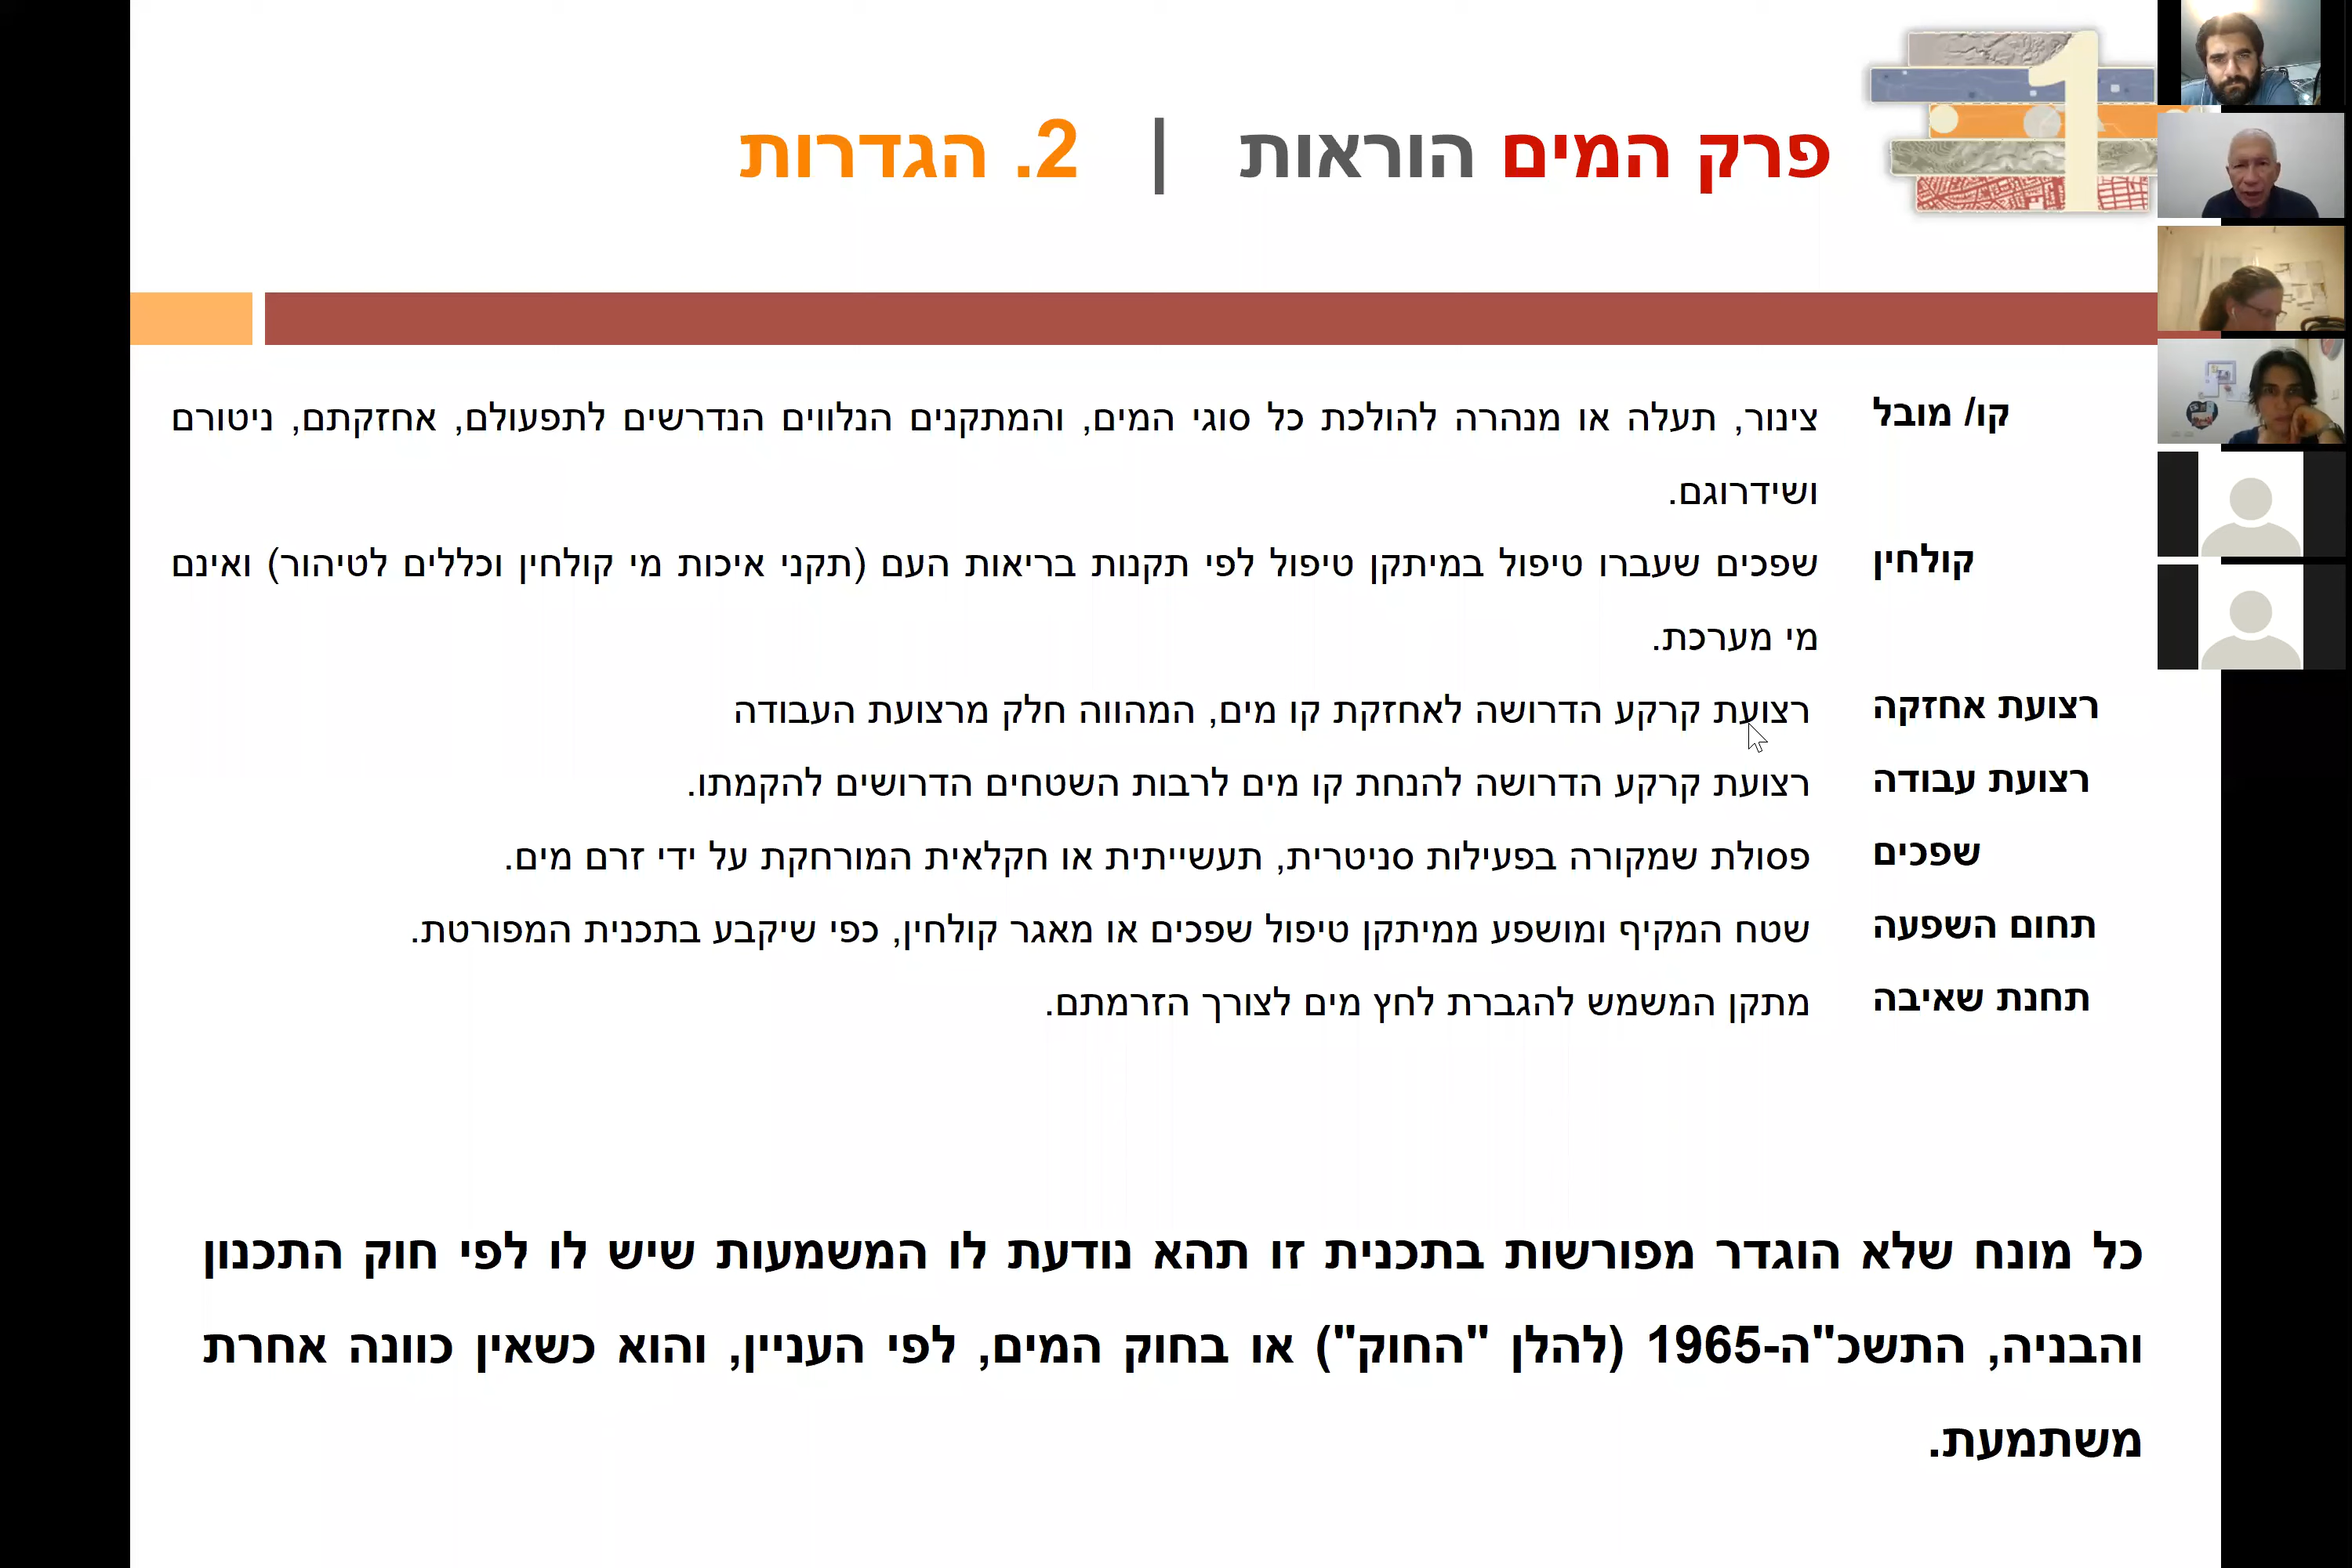 פרק המים הוראות | 2. הגדרות
1
קו/ מובל צינור, תעלה או מנהרה להולכת כל סוגי המים, והמתקנים הנלווים הנדרשים לתפעולם, אחזקתם, ניטורם
ושידרוגם.
קולחין שפכים שעברו טיפול במיתקן טיפול לפי תקנות בריאות העם (תקני איכות מי קולחין וכללים לטיהור) ואינם
מי מערכת.
רצועת אחזקה רצועת קרקע הדרושה לאחזקת קו מים, המהווה חלק מרצועת העבודה
רצועת עבודה רצועת קרקע הדרושה להנחת קו מים לרבות השטחים הדרושים להקמתו.
שפכים פסולת שמקורה בפעילות סניטרית, תעשייתית או חקלאית המורחקת על ידי זרם מים.
תחום השפעה שטח המקיף ומושפע ממיתקן טיפול שפכים או מאגר קולחין, כפי שיקבע בתכנית המפורטת.
תחנת שאיבה מתקן המשמש להגברת לחץ מים לצורך הזרמתם.
כל מונח שלא הוגדר מפורשות בתכנית זו תהא נודעת לו המשמעות שיש לו לפי חוק התכנון
והבניה, התשכ"ה-1965 (להלן "החוק") או בחוק המים, לפי העניין, והוא כשאין כוונה אחרת
משתמעת.